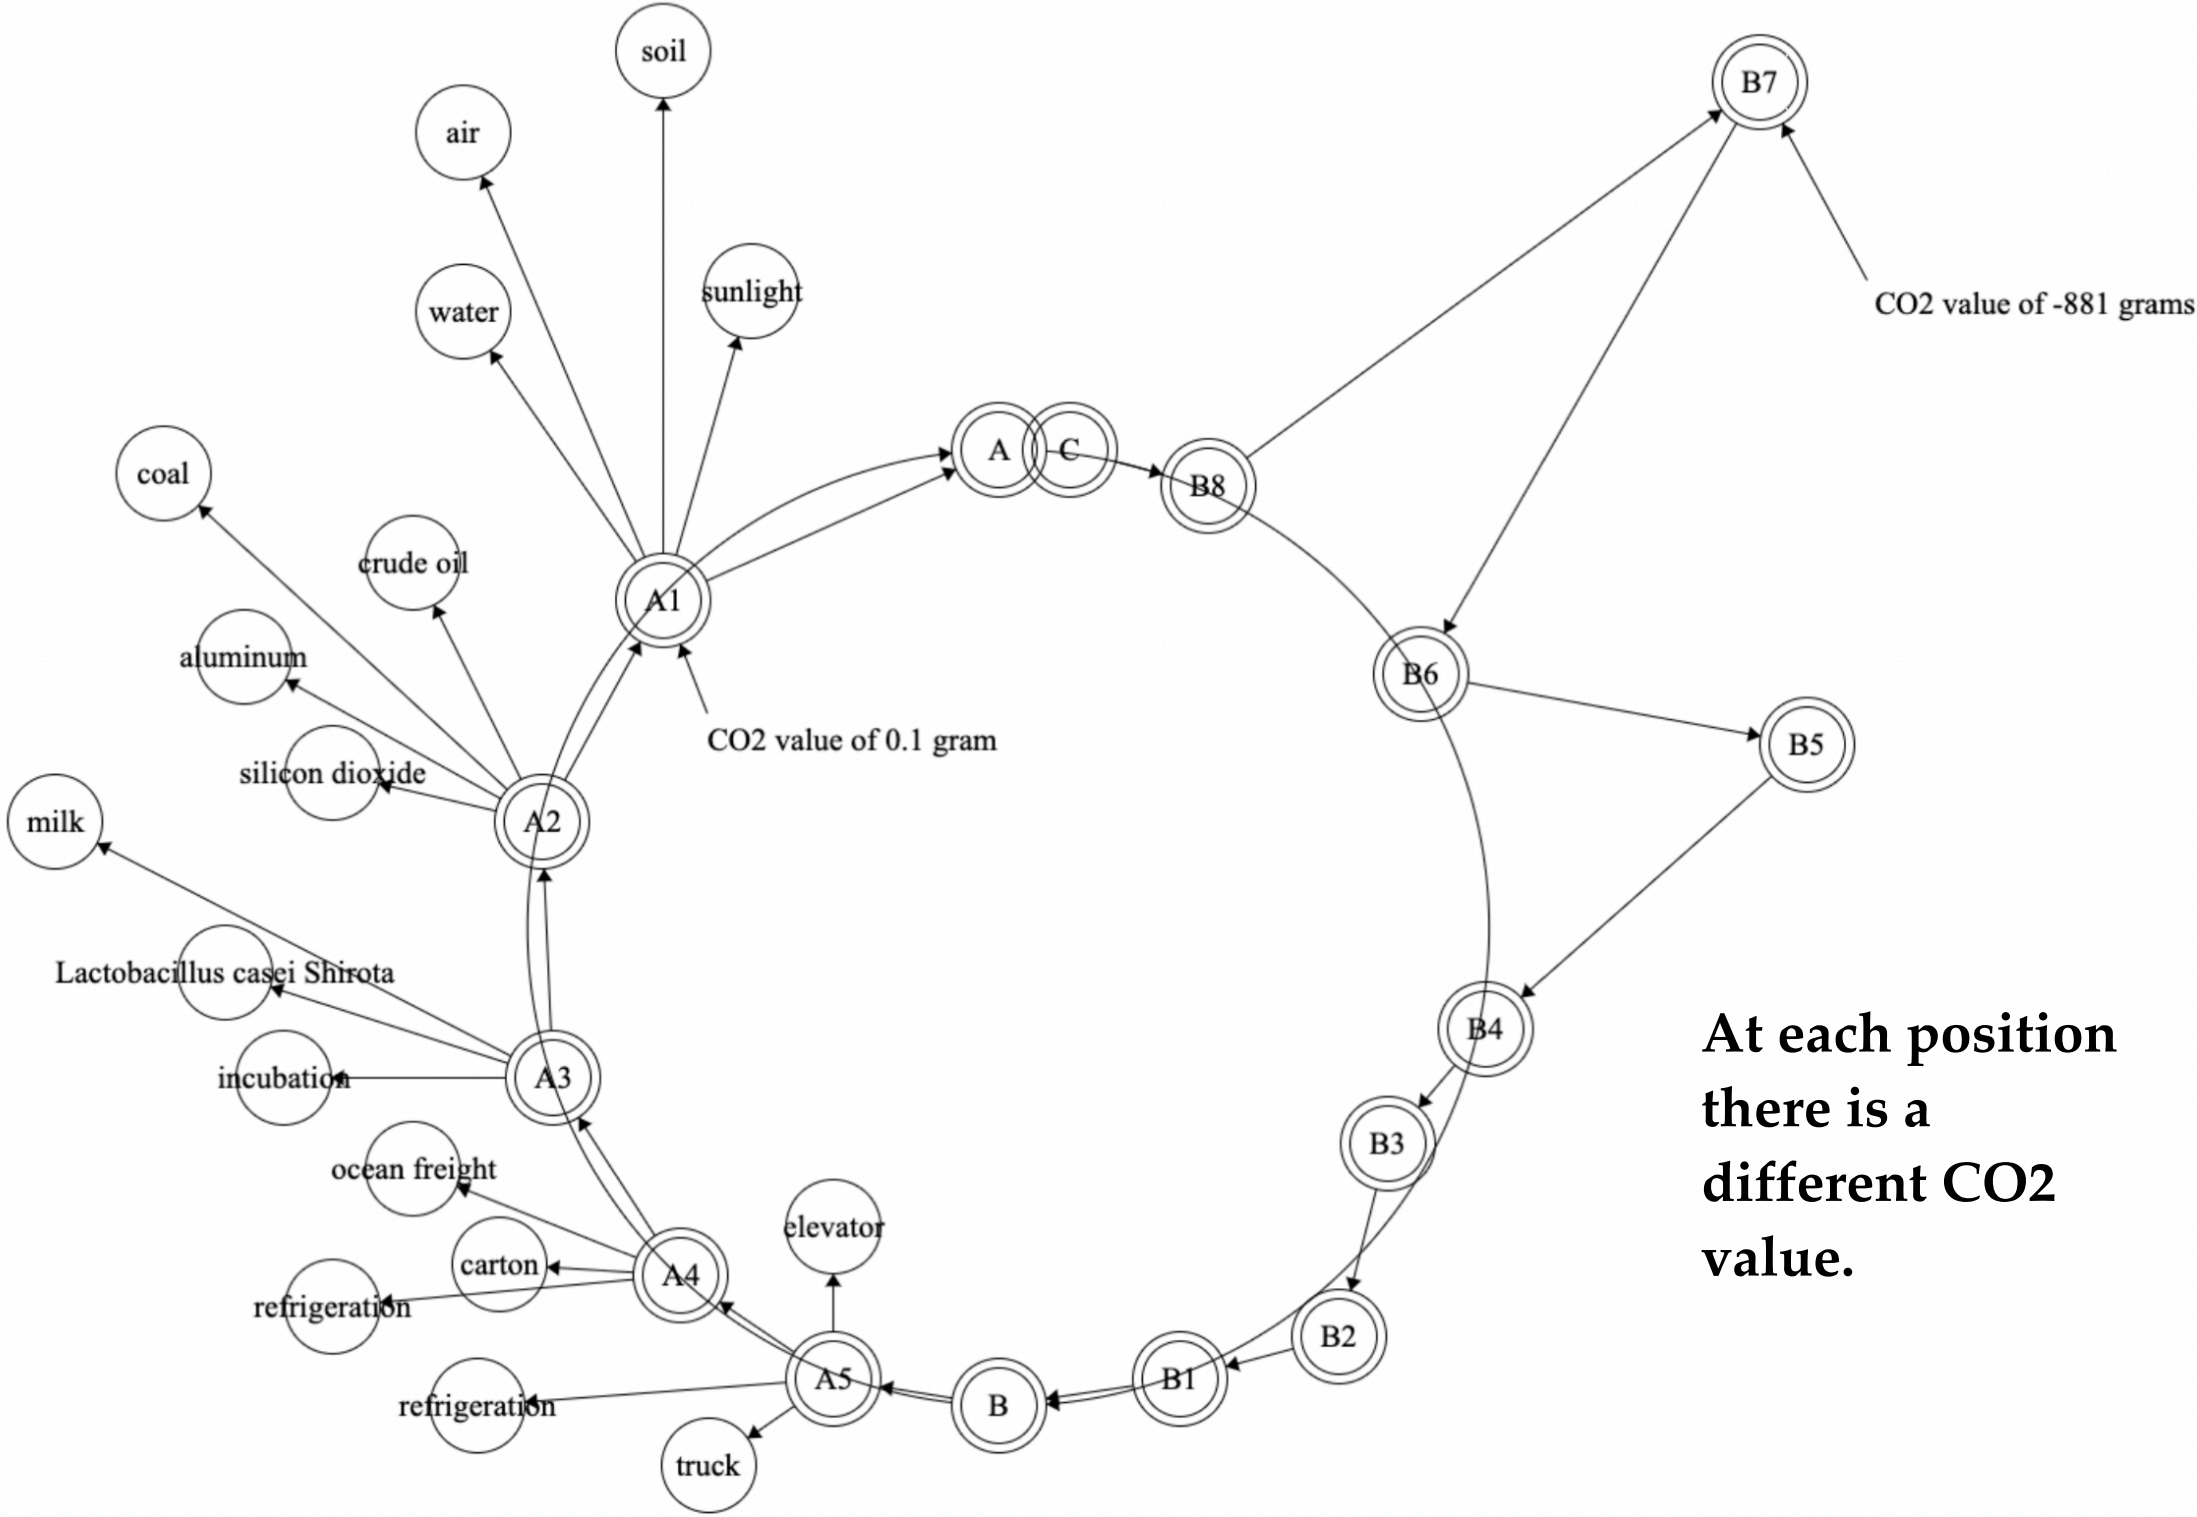 soil
B7
air
sunlight
water
CO2 value of -881 grams
A
C
coal
B8
crude oil
A1
aluminum
B6
CO2 value of 0.1 gram
B5
silicon dioxide
milk
A2
Lactobacillus casei Shirota
B4
At each position
there is a
different CO2
value.
incubation
A3
B3
ocean freight
elevator
carton
A4
refrigeration
B2
A5
B1
refrigeration
B
truck